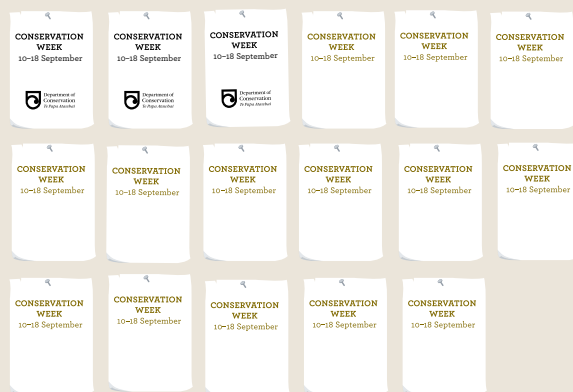 CONSERVATION
WEEK
10–18 September
Department of
Conservation
Te Papa Atawhai
CONSERVATION
WEEK
10–18 September
Department of
Conservation
Te Papa Atawhai
CONSERVATION
WEEK
10–18 September
Department of
Conservation
Te Papa Atawhai
CONSERVATION
WEEK
10–18 September
CONSERVATION
WEEK
10–18 September
CONSERVATION
WEEK
10–18 September
CONSERVATION
WEEK
10–18 September
CONSERVATION
WEEK
10–18 September
CONSERVATION
WEEK
10–18 September
CONSERVATION
WEEK
10–18 September
CONSERVATION
WEEK
10–18 September
CONSERVATION
WEEK
10–18 September
CONSERVATION
WEEK
10–18 September
CONSERVATION
WEEK
10–18 September
CONSERVATION
WEEK
10–18 September
CONSERVATION
WEEK
10–18 September
CONSERVATION
WEEK
10–18 September